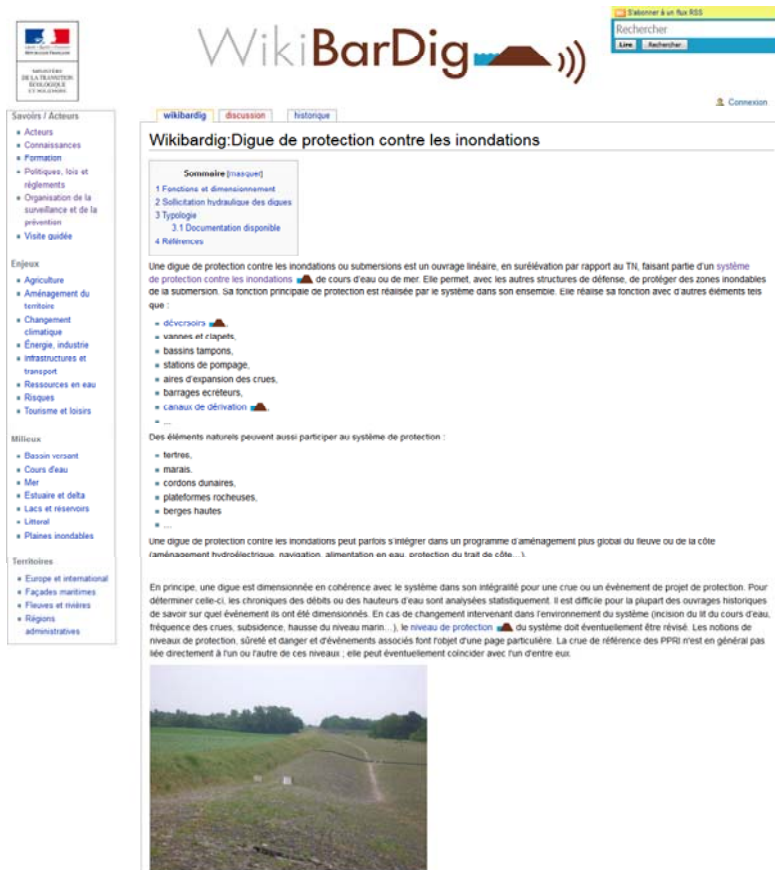 S'abonner à un flux RSS
Rechercher
Lire Rechercher
WikiBarDig
MINISTÈRE
DE LA TRANSITION
ÉCOLOGIQUE
ET SOLIDAIRE
Connexion
Savoirs / Acteurs
Acteurs
Connaissances
Formation
Politiques, lois et
règlements
Organisation de la
surveillance et de la
prévention
Visite guidée
Enjeux
Agriculture
Aménagement du
territoire
Changement
climatique
Énergie, industrie
Infrastructures et
transport
Ressources en eau
Risques
Tourisme et loisirs
Milieux
Bassin versant
Cours d'eau
Mer
Estuaire et delta
Lacs et réservoirs
Littoral
Plaines inondables
Territoires
Europe et international
Façades maritimes
Fleuves et rivières
Régions
administratives
wikibardig discussion historique
Wikibardig:Digue de protection contre les inondations
Sommaire [masquer]
1 Fonctions et dimensionnement
2 Sollicitation hydraulique des digues
3 Typologie
3.1 Documentation disponible
4 Références
Une digue de protection contre les inondations ou submersions est un ouvrage linéaire, en surélévation par rapport au TN, faisant partie d'un système
de protection contre les inondations de cours d'eau ou de mer. Elle permet, avec les autres structures de défense, de protéger des zones inondables
de la submersion. Sa fonction principale de protection est réalisée par le système dans son ensemble. Elle réalise sa fonction avec d'autres éléments tels
que :
déversoirs ,
vannes et clapets,
bassins tampons,
stations de pompage,
aires d'expansion des crues,
barrages écrêteurs,
canaux de dérivation ,
...
Des éléments naturels peuvent aussi participer au système de protection :
tertres,
marais.
cordons dunaires,
plateformes rocheuses,
berges hautes
...
Une digue de protection contre les inondations peut parfois s'intégrer dans un programme d'aménagement plus global du fleuve ou de la côte
(aménagement hydroélectrique, navigation, alimentation en eau, protection du trait de côte…).
En principe, une digue est dimensionnée en cohérence avec le système dans son intégralité pour une crue ou un événement de projet de protection. Pour
déterminer celle-ci, les chroniques des débits ou des hauteurs d'eau sont analysées statistiquement. Il est difficile pour la plupart des ouvrages historiques
de savoir sur quel événement ils ont été dimensionnés. En cas de changement intervenant dans l'environnement du système (incision du lit du cours d'eau,
fréquence des crues, subsidence, hausse du niveau marin…), le niveau de protection du système doit éventuellement être révisé. Les notions de
niveaux de protection, sûreté et danger et d'événements associés font l'objet d'une page particulière. La crue de référence des PPRI n'est en général pas
liée directement à l'un ou l'autre de ces niveaux ; elle peut éventuellement coïncider avec l'un d'entre eux.